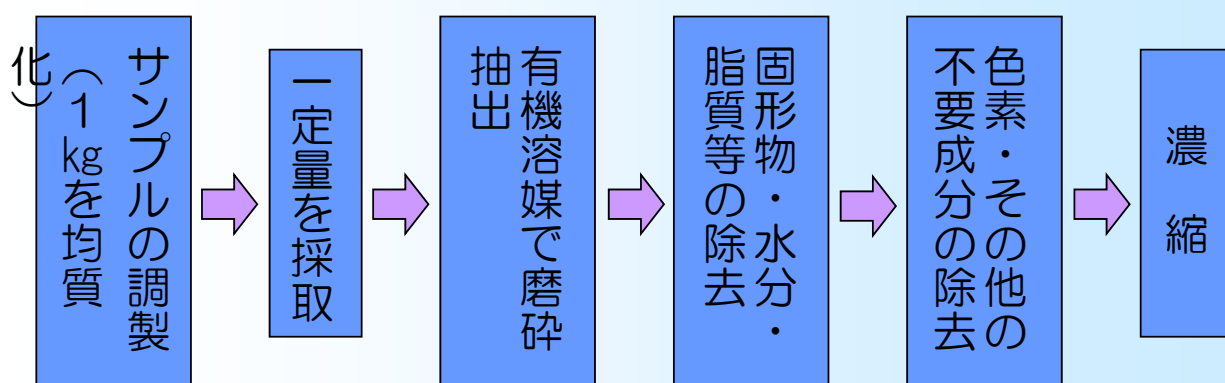 サンプルの調製
（１kgを均質
化）
一定量を採取
有機溶媒で磨砕
抽出
固形物・水分・
脂質等の除去
色素・その他の
不要成分の除去
濃　縮